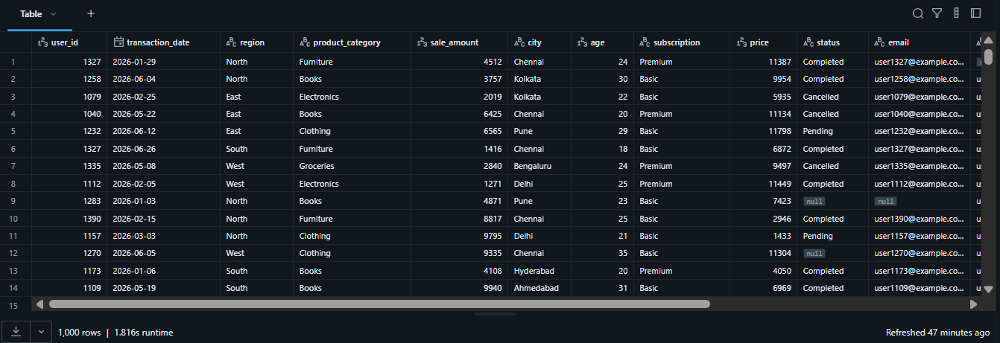 Table +
user_id transaction_date region product_category sale_amount city age subscription price status email
1 1327 2026-01-29 North Furniture 4512 Chennai 24 Premium 11387 Completed user1327@example.co...
2 1258 2026-06-04 North Books 3757 Kolkata 30 Basic 9954 Completed user1258@example.co...
3 1079 2026-02-25 East Electronics 2019 Kolkata 22 Basic 5935 Cancelled user1079@example.co...
4 1040 2026-05-22 East Books 6425 Chennai 20 Premium 11134 Cancelled user1040@example.co...
5 1232 2026-06-12 East Clothing 6565 Pune 29 Basic 11798 Pending user1232@example.co...
6 1327 2026-06-26 South Furniture 1416 Chennai 18 Basic 6872 Completed user1327@example.co...
7 1335 2026-05-08 West Groceries 2840 Bengaluru 24 Premium 9497 Cancelled user1335@example.co...
8 1112 2026-02-05 West Electronics 1271 Delhi 25 Premium 11449 Completed user1112@example.co...
9 1283 2026-01-03 North Books 4871 Pune 23 Basic 7423 null null
10 1390 2026-02-15 North Furniture 8817 Chennai 25 Basic 2946 Completed user1390@example.co...
11 1157 2026-03-03 North Clothing 9795 Delhi 21 Basic 1433 Pending user1157@example.co...
12 1270 2026-06-05 West Clothing 9335 Chennai 35 Basic 11304 null user1270@example.co...
13 1173 2026-01-06 South Books 4108 Hyderabad 20 Premium 4050 Completed user1173@example.co...
14 1109 2026-05-19 South Books 9940 Ahmedabad 31 Basic 6969 Completed user1109@example.co...
15
1,000 rows | 1.816s runtime Refreshed 47 minutes ago